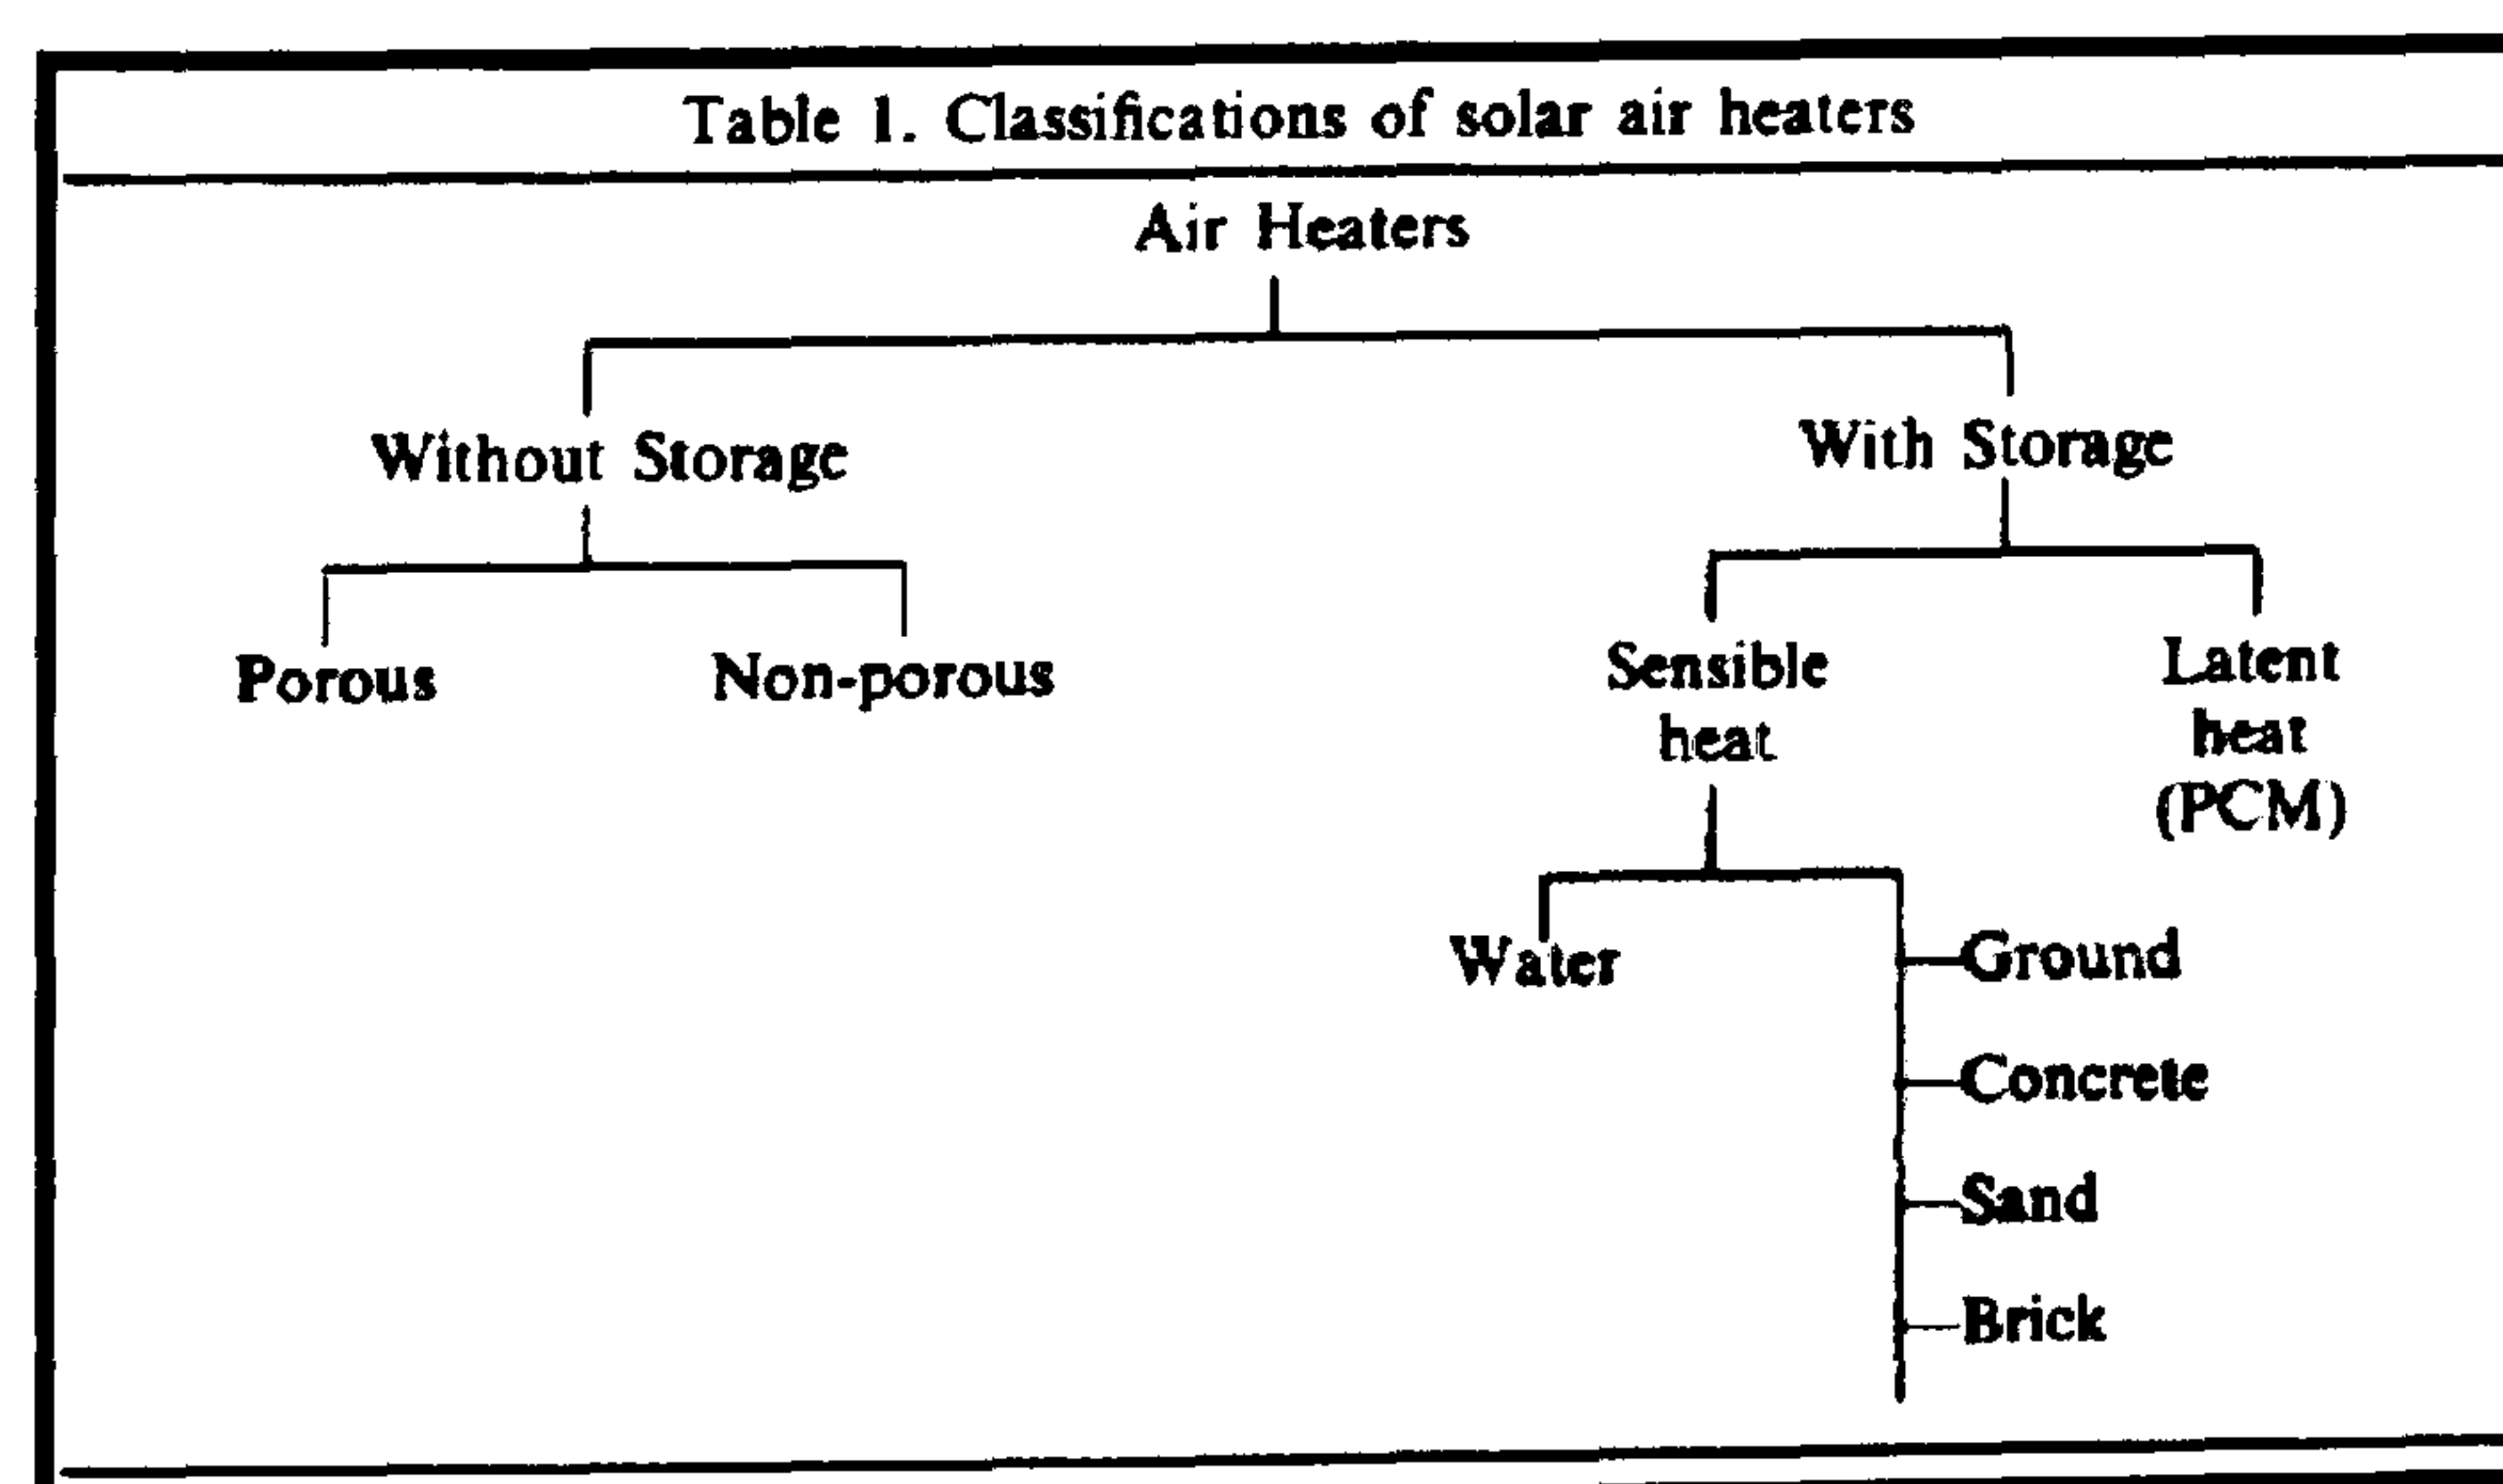 Table 1. Classifications of solar air heaters
Air Heaters
Without Storage
With Storage
Porous
Non-porous
Sensible
heat
Latent
heat
(PCM)
Water
Ground
Concrete
Sand
Brick